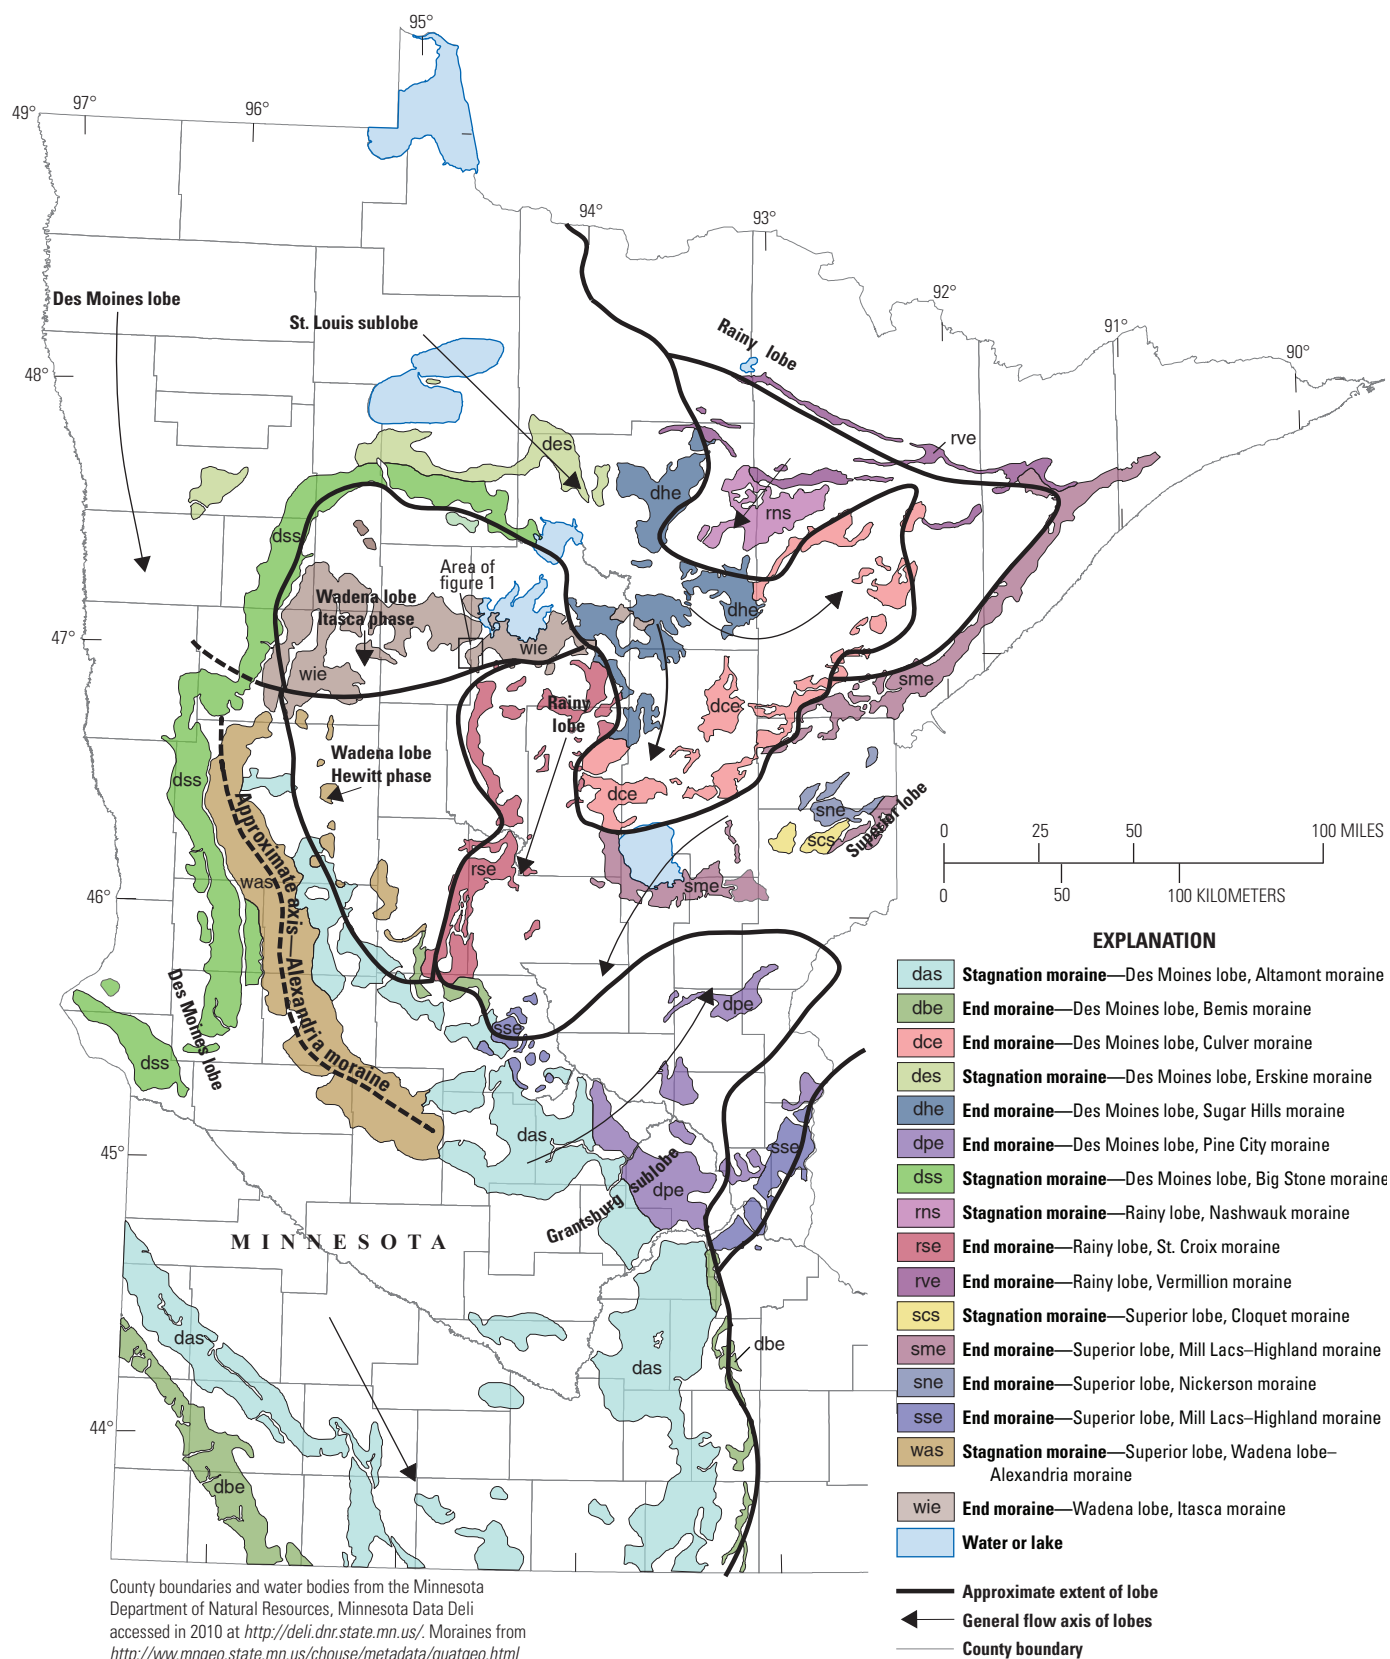 95°
97°
96°
49°
94°
93°
92°
91°
90°
Des Moines lobe
St. Louis sublobe
Rainy lobe
48°
des
rve
dhe
rns
dss
Area of
figure 1
Wadena lobe
Itasca phase
dhe
47°
wie
wie
sme
Rainy
lobe
dce
Wadena lobe
Hewitt phase
dss
dce
sne
scs
Superior lobe
Approximate axis—Alexandria moraine
was
rse
sme
46°
0 25 50 100 MILES
0 50 100 KILOMETERS
Des Moines lobe
dpe
sse
dss
das
45°
sse
dpe
Grantsburg sublobe
MINNESOTA
das
das
dbe
44°
dbe
EXPLANATION
das Stagnation moraine—Des Moines lobe, Altamont moraine
dbe End moraine—Des Moines lobe, Bemis moraine
dce End moraine—Des Moines lobe, Culver moraine
des Stagnation moraine—Des Moines lobe, Erskine moraine
dhe End moraine—Des Moines lobe, Sugar Hills moraine
dpe End moraine—Des Moines lobe, Pine City moraine
dss Stagnation moraine—Des Moines lobe, Big Stone moraine
rns Stagnation moraine—Rainy lobe, Nashwauk moraine
rse End moraine—Rainy lobe, St. Croix moraine
rve End moraine—Rainy lobe, Vermillion moraine
scs Stagnation moraine—Superior lobe, Cloquet moraine
sme End moraine—Superior lobe, Mill Lacs–Highland moraine
sne End moraine—Superior lobe, Nickerson moraine
sse End moraine—Superior lobe, Mill Lacs–Highland moraine
was Stagnation moraine—Superior lobe, Wadena lobe–
Alexandria moraine
wie End moraine—Wadena lobe, Itasca moraine
Water or lake
Approximate extent of lobe
General flow axis of lobes
County boundary
County boundaries and water bodies from the Minnesota
Department of Natural Resources, Minnesota Data Deli
accessed in 2010 at http://deli.dnr.state.mn.us/. Moraines from
http://ww.mngeo.state.mn.us/chouse/metadata/quatgeo.html